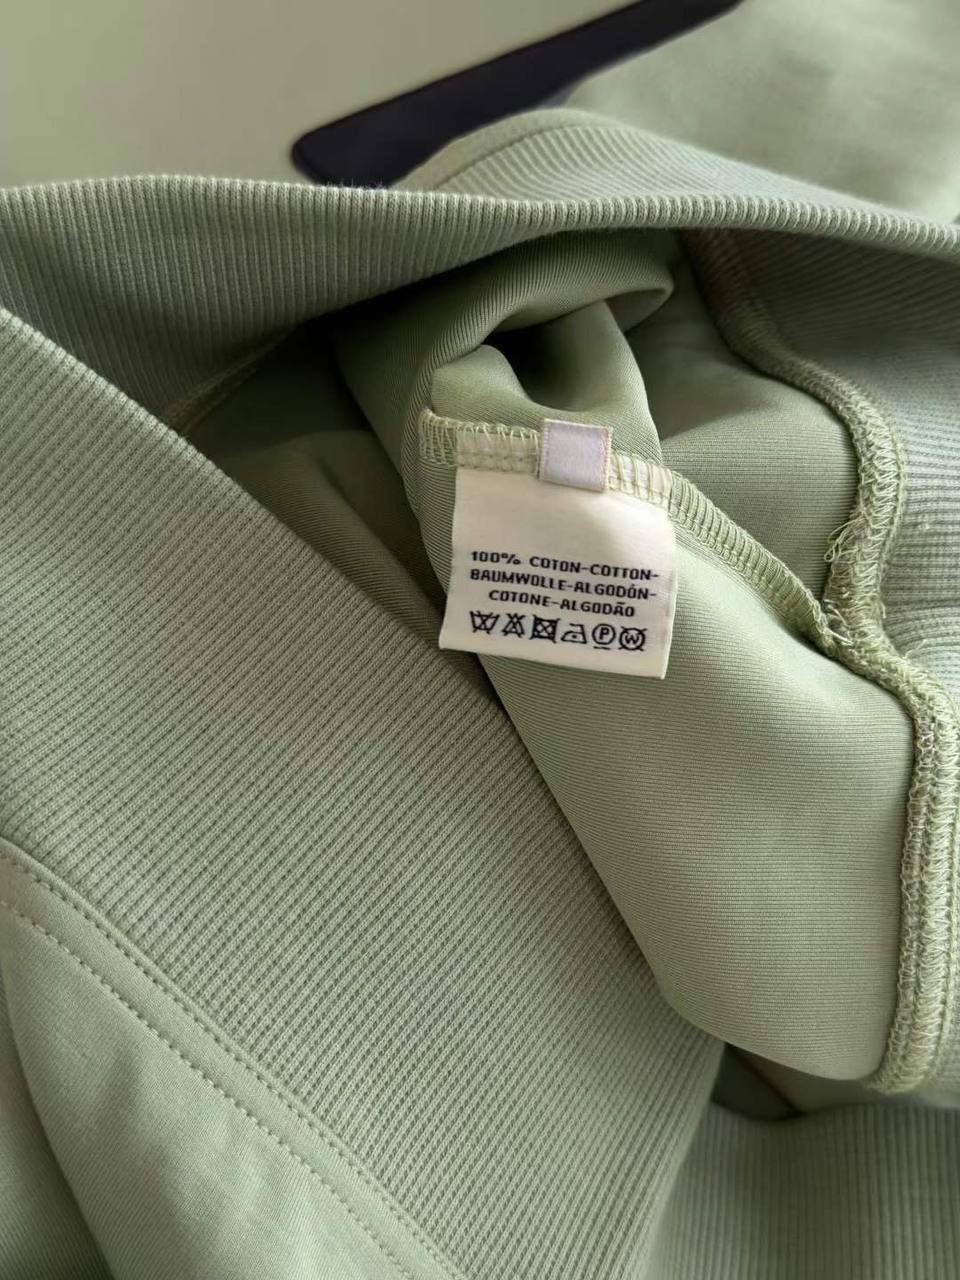 100% COTON-COTTON-
BAUMWOLLE-ALGODÓN-
COTONE-ALGODÃO
P W